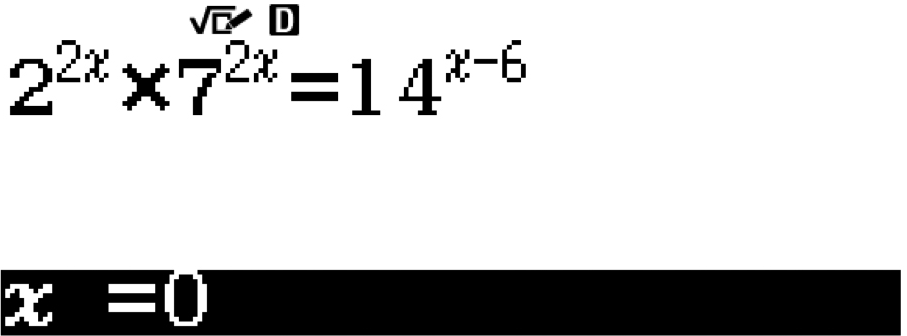 √□ D
2^{2x}×7^{2x}=14^{x-6}
x =0